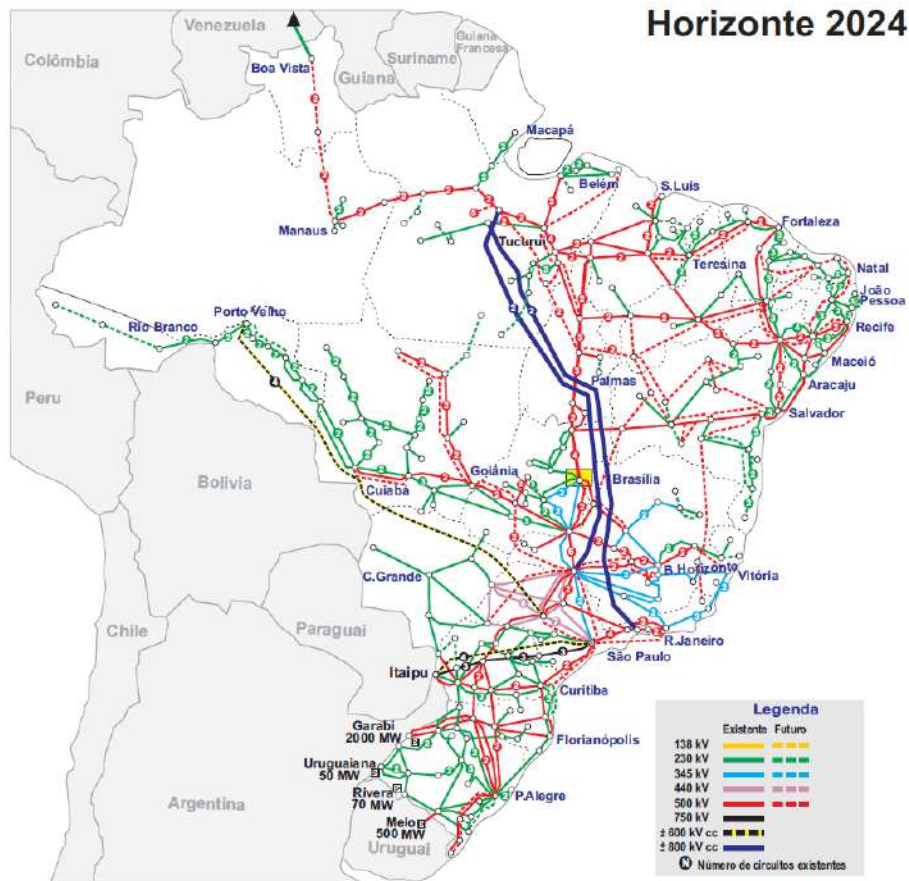 Horizonte 2024
Venezuela
Colômbia
Guiana
Suriname
Guiana
Francesa
Boa Vista
Macapá
Belém
S.Luís
Fortaleza
Manaus
Tucuruí
Teresina
Natal
João
Pessoa
Recife
Maceió
Aracaju
Salvador
Rio Branco
Porto Velho
Palmas
Peru
Bolívia
Cuiabá
Goiânia
Brasília
B.Horizonte
Vitória
C.Grande
Chile
Paraguai
R.Janeiro
São Paulo
Itaipu
Curitiba
Garabi
2000 MW
Florianópolis
Uruguaiana
50 MW
Rivera
70 MW
P.Alegre
Melo
500 MW
Argentina
Uruguai
Legenda
Existente Futuro
138 kV
230 kV
345 kV
440 kV
500 kV
750 kV
± 600 kV cc
± 800 kV cc
N Número de circuitos existentes